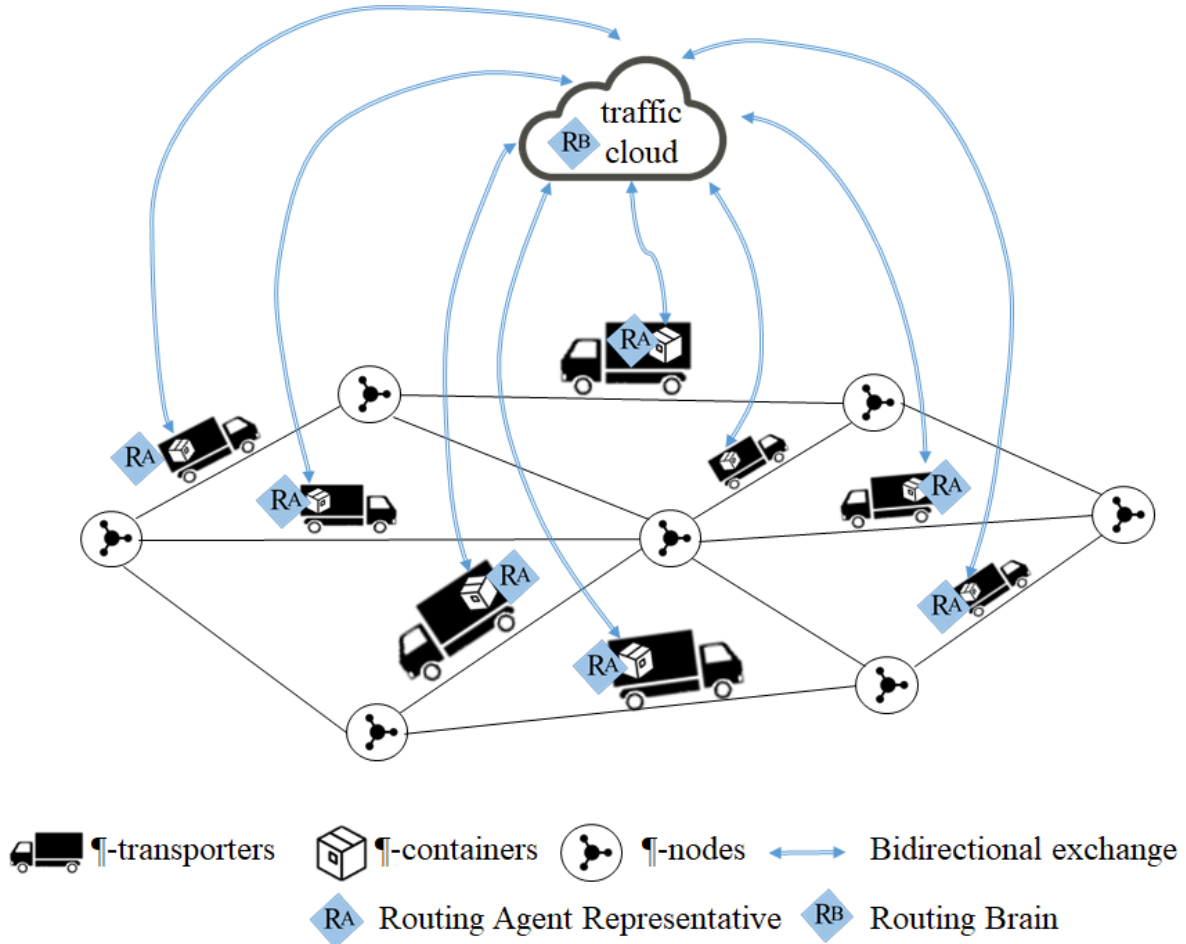 traffic
RB cloud
RA
RA
RA
RA
RA
RA
RA
¶-transporters ¶-containers ¶-nodes Bidirectional exchange
RA Routing Agent Representative RB Routing Brain